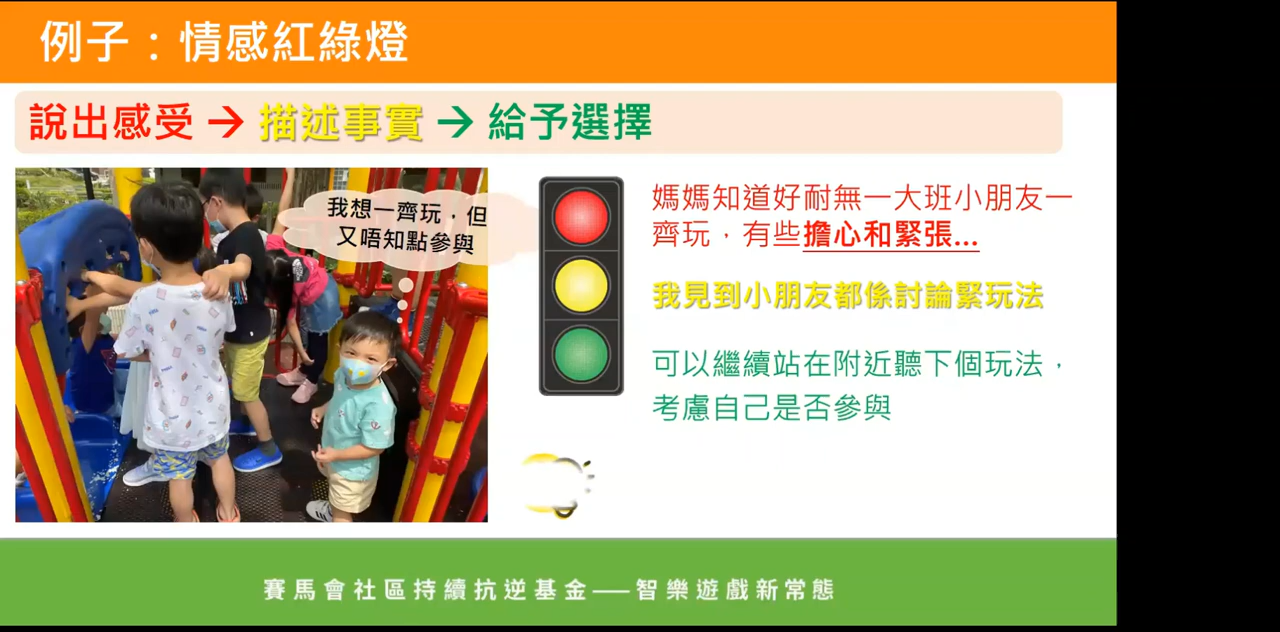 例子：情感紅綠燈
說出感受 → 描述事實 → 給予選擇
我想一齊玩，但
又唔知點參與
媽媽知道好耐無一大班小朋友一
齊玩，有些擔心和緊張...
我見到小朋友都係討論緊玩法
可以繼續站在附近聽下個玩法，
考慮自己是否參與
賽馬會社區持續抗逆基金——智樂遊戲新常態